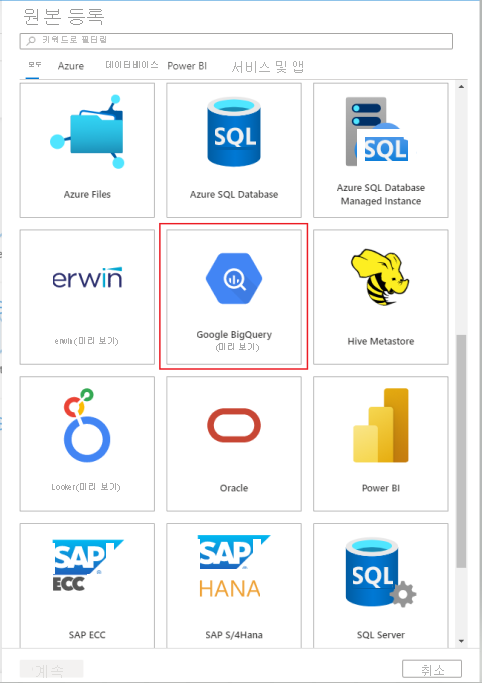 원본 등록
키워드로 필터링
모두 Azure 데이터베이스 Power BI 서비스 및 앱
SQL
SQL
Azure Files
Azure SQL Database
Azure SQL Database
Managed Instance
erwin
erwin(미리 보기)
Google BigQuery
(미리 보기)
Hive Metastore
Looker(미리 보기)
Oracle
Power BI
SAP
ECC
SAP
HANA
SQL
SAP ECC
SAP S/4Hana
SQL Server
계속
취소